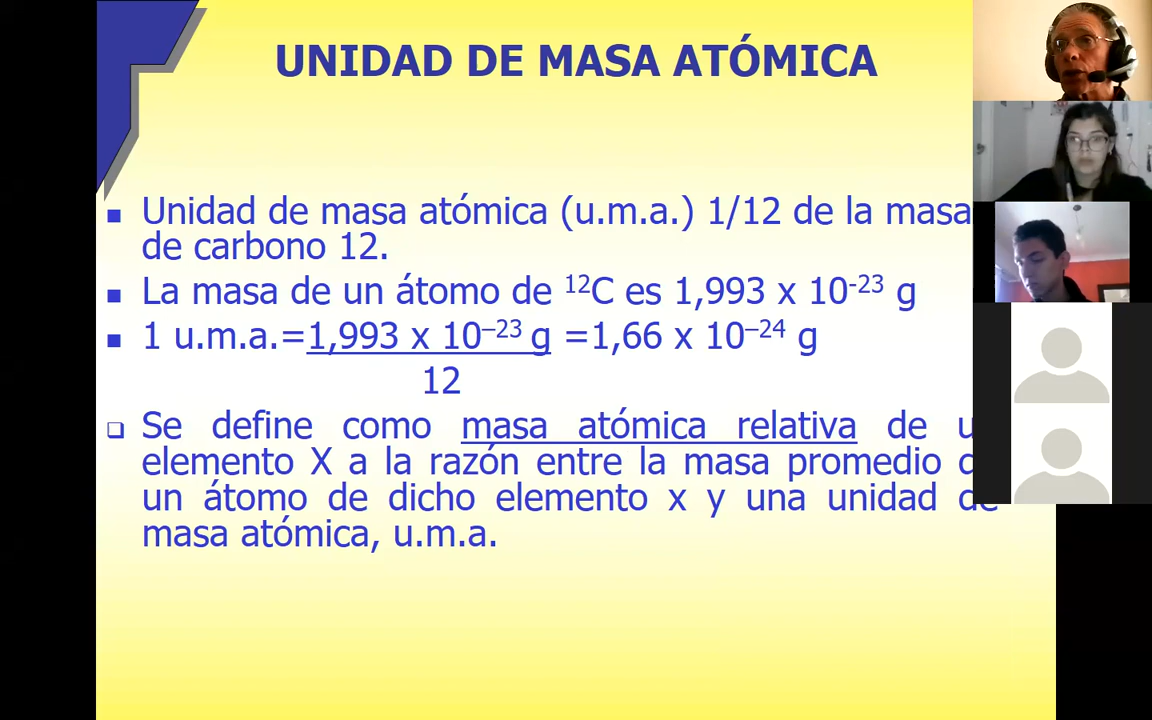 UNIDAD DE MASA ATÓMICA
■ Unidad de masa atómica (u.m.a.) 1/12 de la masa
de carbono 12.
■ La masa de un átomo de ¹²C es 1,993 x 10⁻²³ g
■ 1 u.m.a.=1,993 x 10⁻²³ g =1,66 x 10⁻²⁴ g
12
❑ Se define como masa atómica relativa de
elemento X a la razón entre la masa promedio
un átomo de dicho elemento x y una unidad de
masa atómica, u.m.a.